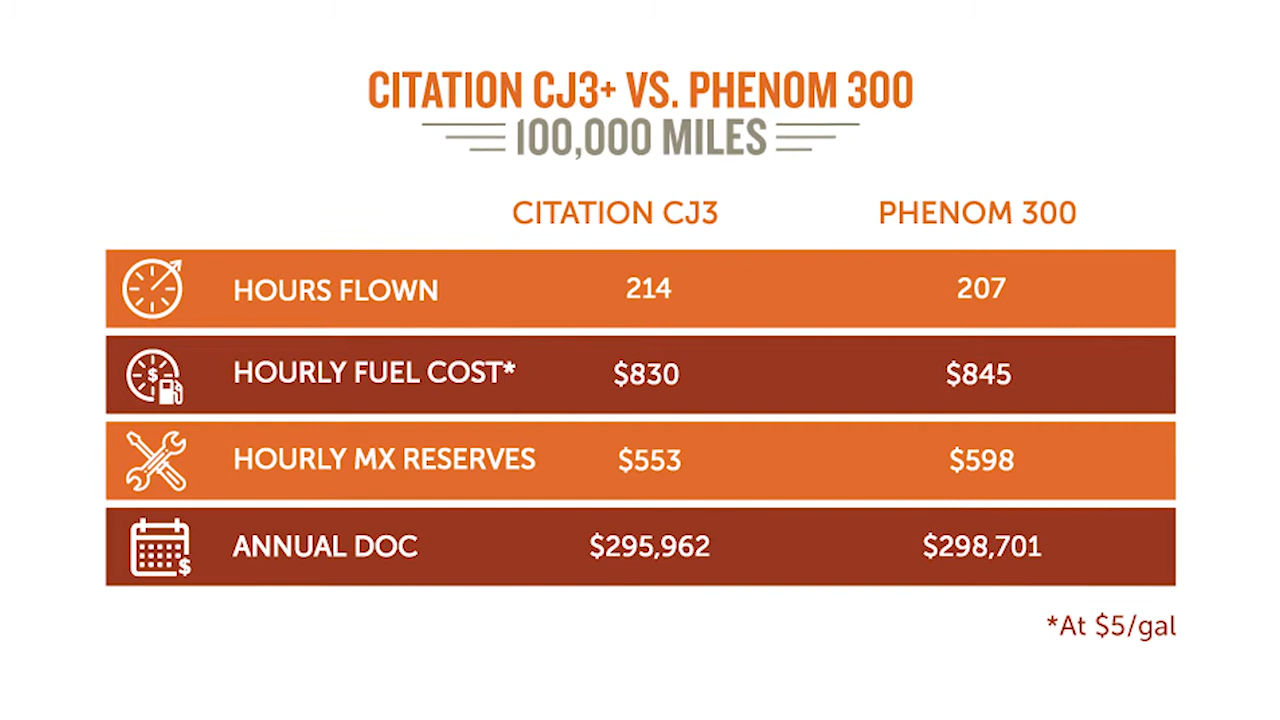 CITATION CJ3+ VS. PHENOM 300
100,000 MILES
CITATION CJ3 PHENOM 300
HOURS FLOWN 214 207
$ HOURLY FUEL COST* $830 $845
HOURLY MX RESERVES $553 $598
$ ANNUAL DOC $295,962 $298,701
*At $5/gal